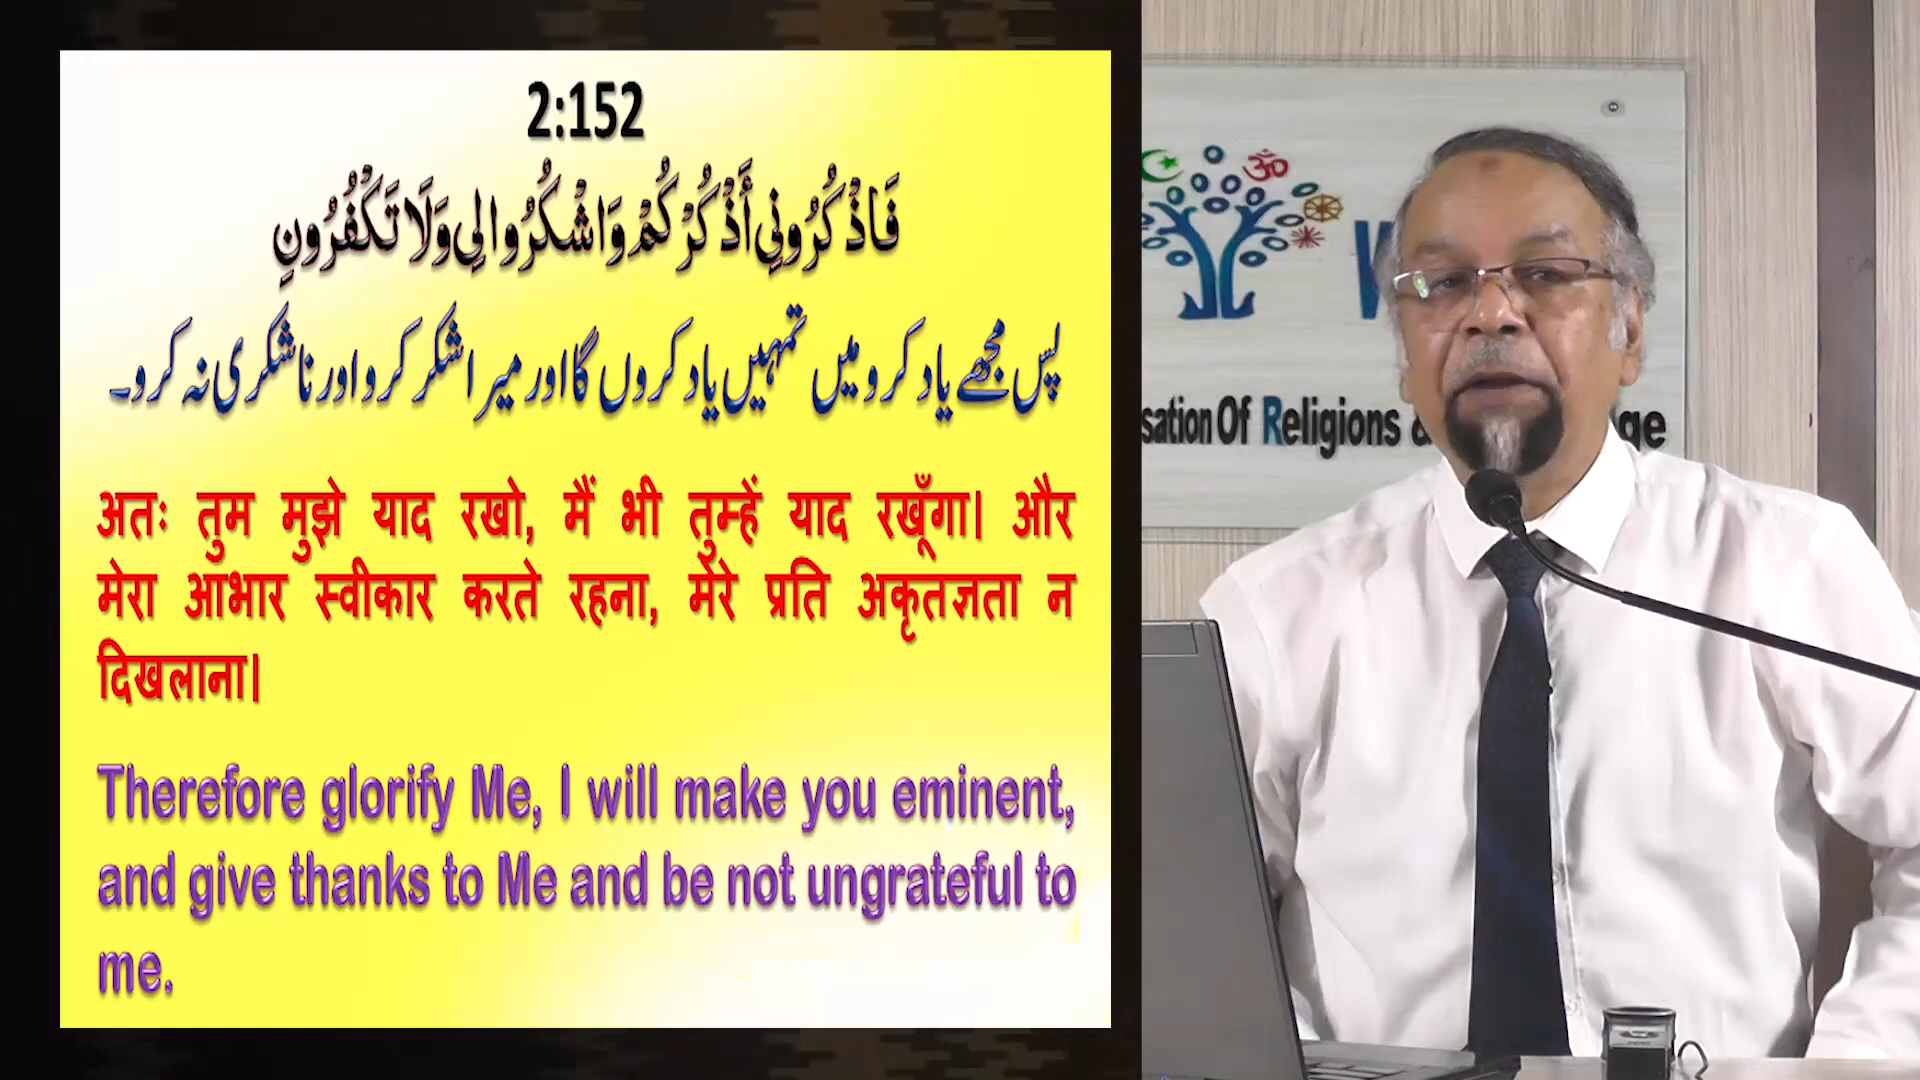 2:152
فَاذْكُرُونِي أَذْكُرْكُمْ وَاشْكُرُوا لِي وَلَا تَكْفُرُونِ
پس مجھے یاد کرو میں تمہیں یاد کروں گا اور میرا شکر کرو اور ناشکری نہ کرو۔
अतः तुम मुझे याद रखो, मैं भी तुम्हें याद रखूँगा। और
मेरा आभार स्वीकार करते रहना, मेरे प्रति अकृतज्ञता न
दिखलाना।
Therefore glorify Me, I will make you eminent,
and give thanks to Me and be not ungrateful to
me.
W
sation Of Religions
ge